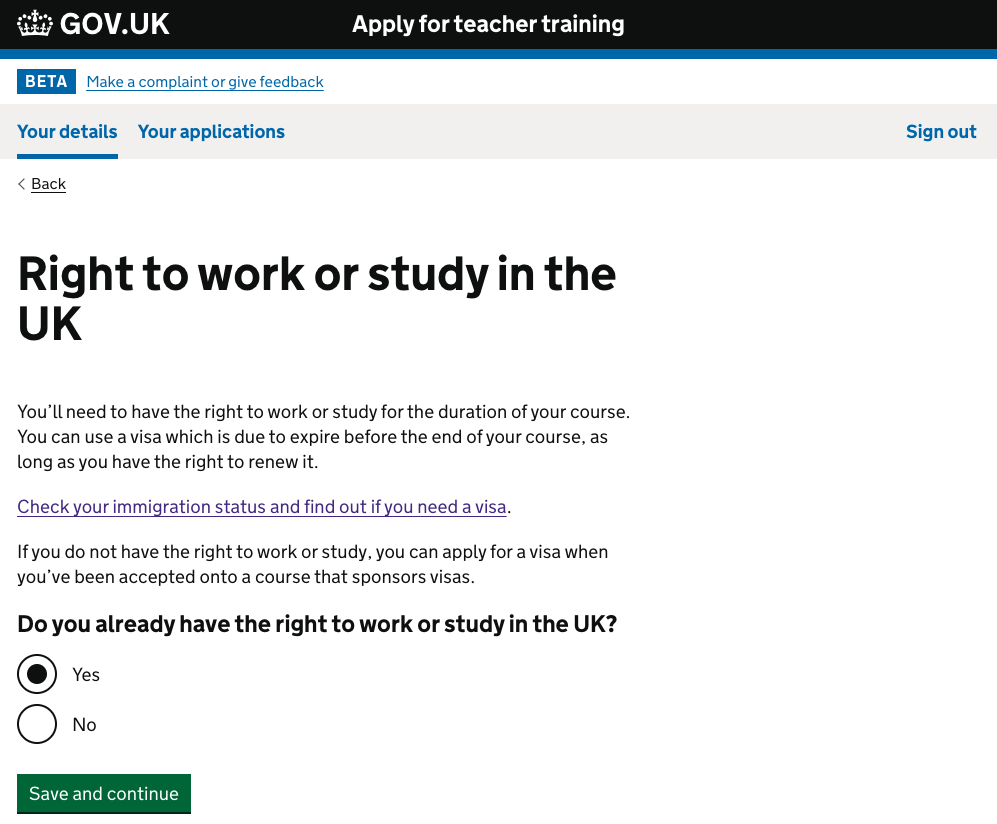 GOV.UK
Apply for teacher training
BETA
Make a complaint or give feedback
Your details
Your applications
Sign out
Back
Right to work or study in the
UK
You’ll need to have the right to work or study for the duration of your course.
You can use a visa which is due to expire before the end of your course, as
long as you have the right to renew it.
Check your immigration status and find out if you need a visa.
If you do not have the right to work or study, you can apply for a visa when
you’ve been accepted onto a course that sponsors visas.
Do you already have the right to work or study in the UK?
Yes
No
Save and continue